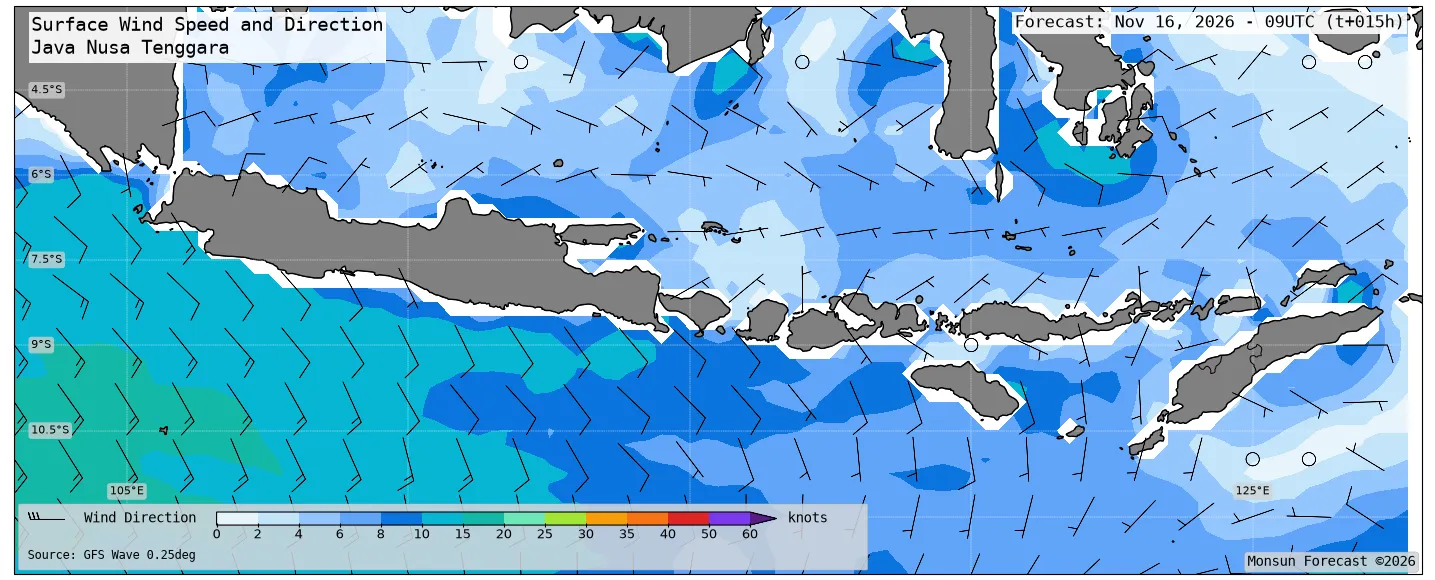 Surface Wind Speed and Direction
Java Nusa Tenggara
Forecast: Nov 16, 2026 - 09UTC (t+015h)
4.5°S
6°S
7.5°S
9°S
10.5°S
105°E
125°E
Wind Direction
knots
0 2 4 6 8 10 15 20 25 30 35 40 50 60
Source: GFS Wave 0.25deg
Monsun Forecast ©2026